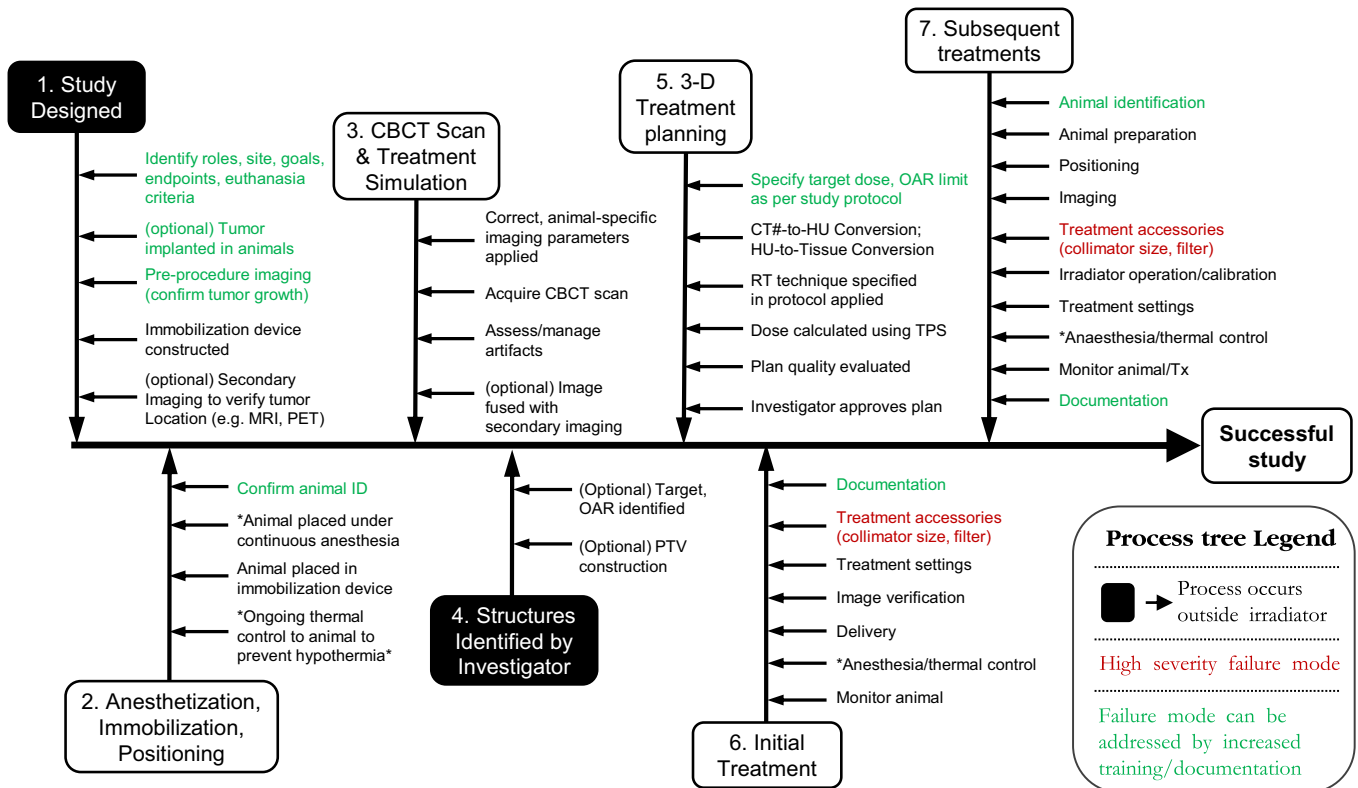 1. Study
Designed
Identify roles, site, goals,
endpoints, euthanasia
criteria
(optional) Tumor
implanted in animals
Pre-procedure imaging
(confirm tumor growth)
Immobilization device
constructed
(optional) Secondary
Imaging to verify tumor
Location (e.g. MRI, PET)
3. CBCT Scan
& Treatment
Simulation
Correct, animal-specific
imaging parameters
applied
Acquire CBCT scan
Assess/manage
artifacts
(optional) Image
fused with
secondary imaging
5. 3-D
Treatment
planning
Specify target dose, OAR limit
as per study protocol
CT#-to-HU Conversion;
HU-to-Tissue Conversion
RT technique specified
in protocol applied
Dose calculated using TPS
Plan quality evaluated
Investigator approves plan
7. Subsequent
treatments
Animal identification
Animal preparation
Positioning
Imaging
Treatment accessories
(collimator size, filter)
Irradiator operation/calibration
Treatment settings
*Anaesthesia/thermal control
Monitor animal/Tx
Documentation
Successful
study
Confirm animal ID
*Animal placed under
continuous anesthesia
Animal placed in
immobilization device
*Ongoing thermal
control to animal to
prevent hypothermia*
2. Anesthetization,
Immobilization,
Positioning
(Optional) Target,
OAR identified
(Optional) PTV
construction
4. Structures
Identified by
Investigator
Documentation
Treatment accessories
(collimator size, filter)
Treatment settings
Image verification
Delivery
*Anesthesia/thermal control
Monitor animal
6. Initial
Treatment
Process tree Legend
Process occurs
outside irradiator
High severity failure mode
Failure mode can be
addressed by increased
training/documentation